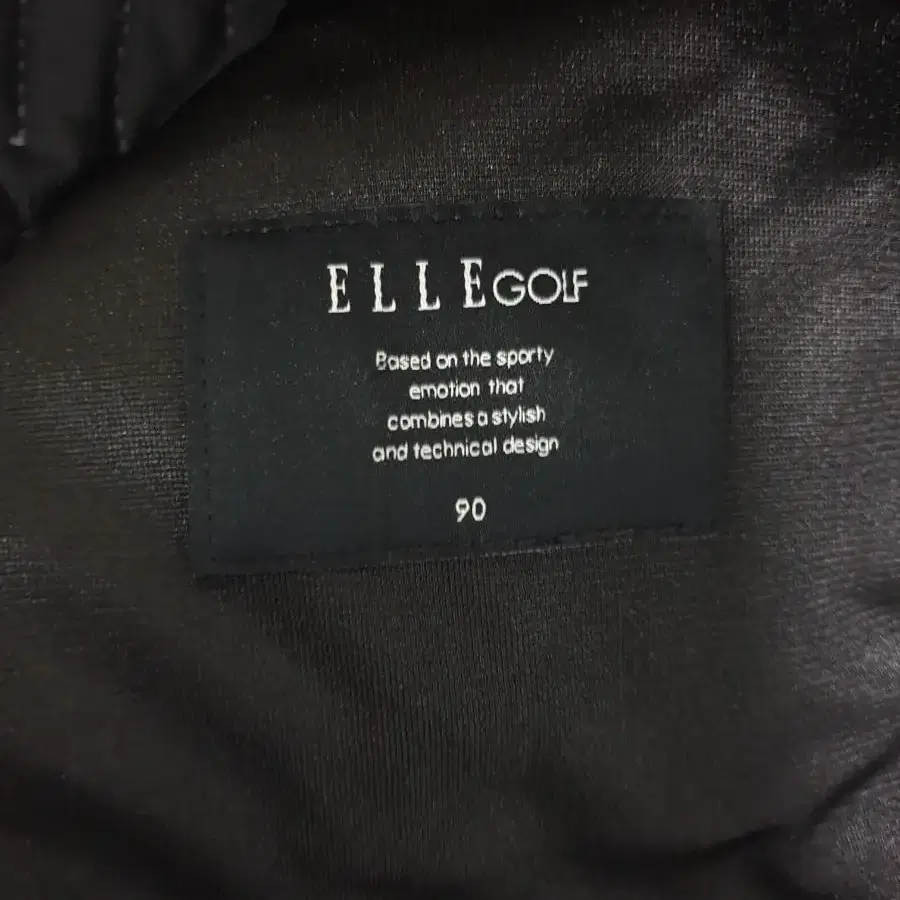 ELLE GOLF
Based on the sporty
emotion that
combines a stylish
and technical design
90